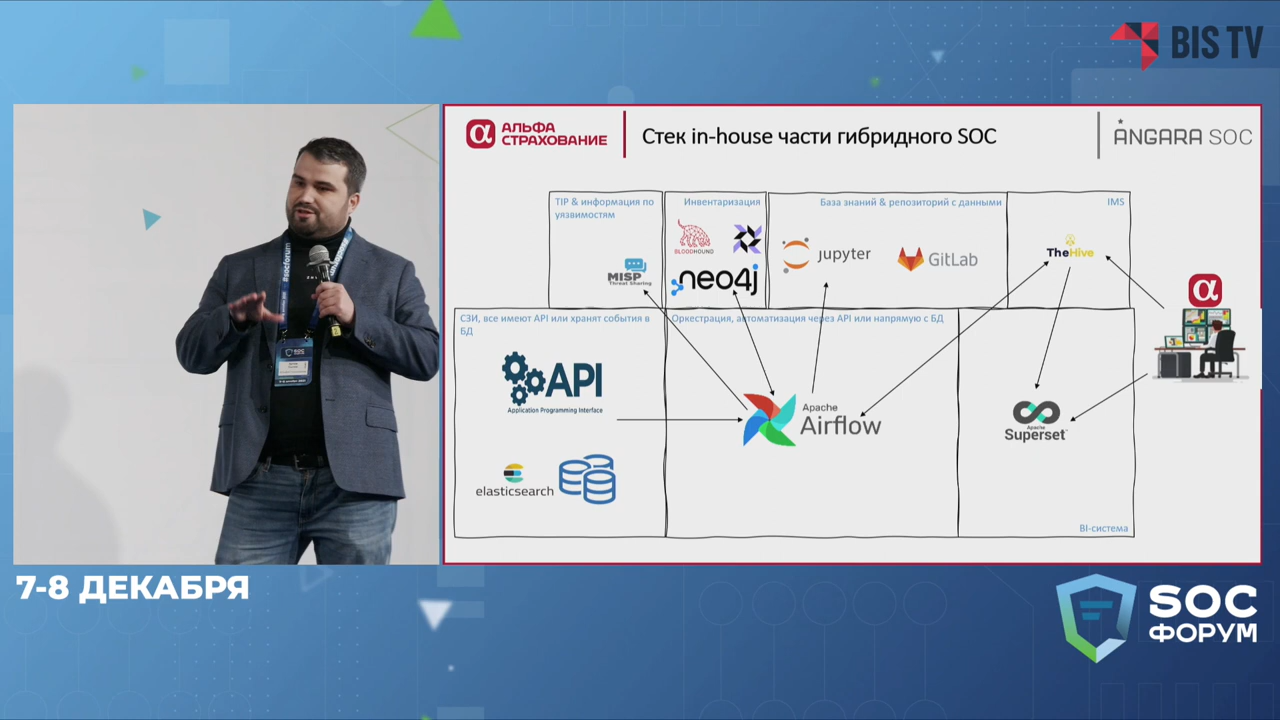 BIS TV
АЛЬФА
СТРАХОВАНИЕ
Стек in-house части гибридного SOC
ANGARA SOC
TIP & информация по
уязвимостям
Инвентаризация
База знаний & репозиторий с данными
IMS
BLOODHOUND
MISP
Threat Sharing
neo4j
jupyter
GitLab
TheHive
СЗИ, все имеют API или хранят события в
БД
Оркестрация, автоматизация через API или напрямую с БД
API
Application Programming Interface
Apache
Airflow
Apache
Superset
elasticsearch
BI-система
#socforum
SOC
7-8 ДЕКАБРЯ
SOC
ФОРУМ